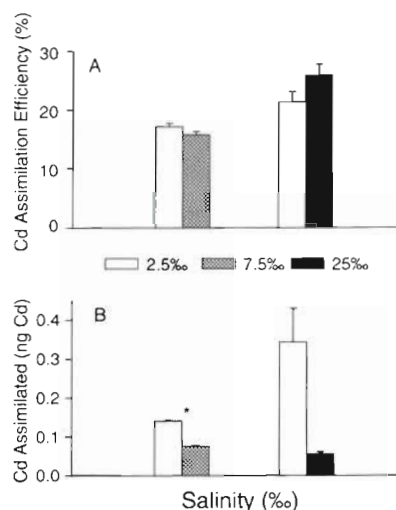 Cd Assimilation Efficiency (%)
30
A
20
10
0
2.5‰ 7.5‰ 25‰
Cd Assimilated (ng Cd)
B
0.4
0.3
0.2
*
0.1
0.0
Salinity (‰)